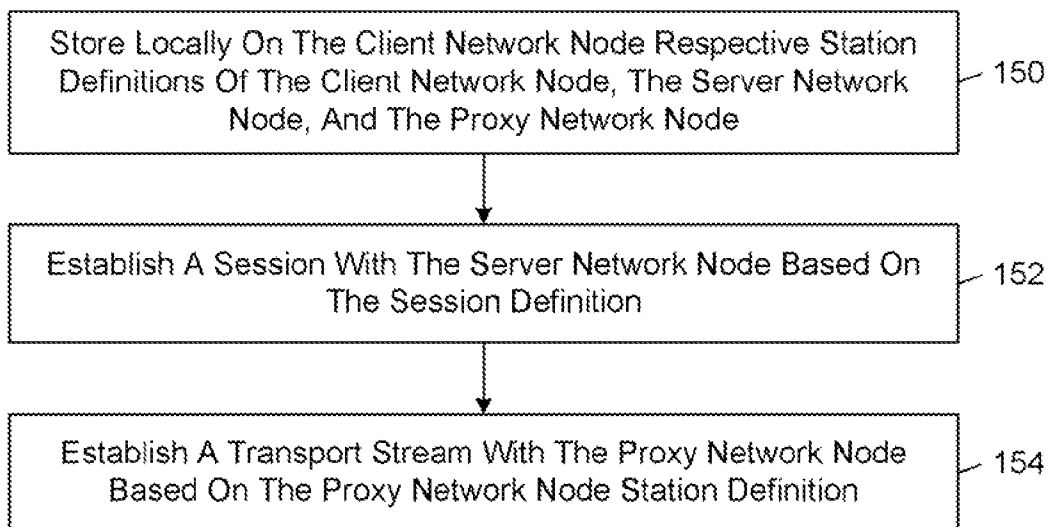 Store Locally On The Client Network Node Respective Station
Definitions Of The Client Network Node, The Server Network
Node, And The Proxy Network Node
150
Establish A Session With The Server Network Node Based On
The Session Definition
152
Establish A Transport Stream With The Proxy Network Node
Based On The Proxy Network Node Station Definition
154